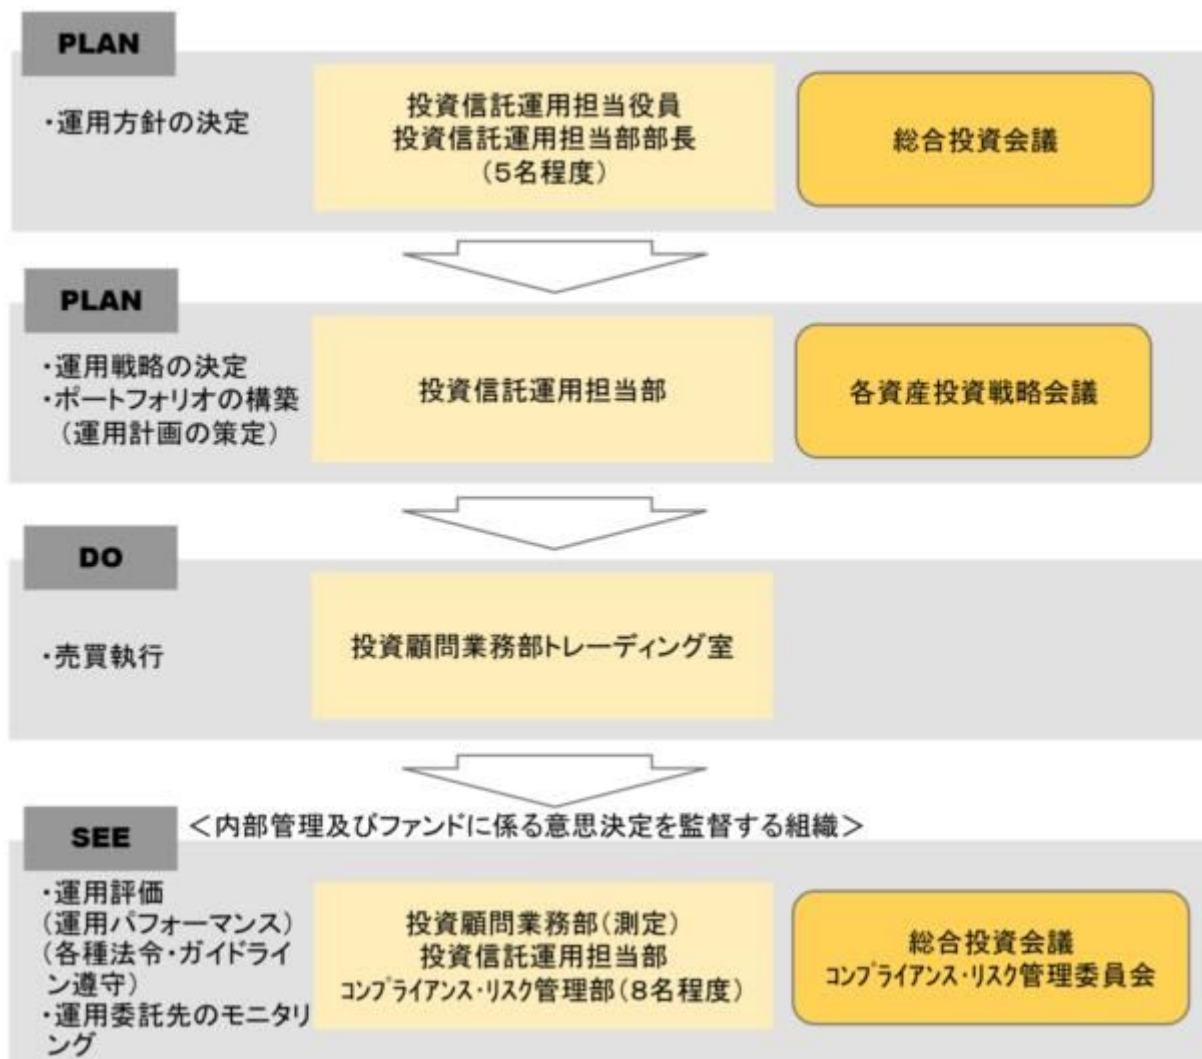 PLAN
・運用方針の決定
投資信託運用担当役員
投資信託運用担当部部長
(5名程度)
総合投資会議
PLAN
・運用戦略の決定
・ポートフォリオの構築
(運用計画の策定)
投資信託運用担当部
各資産投資戦略会議
DO
・売買執行
投資顧問業務部トレーディング室
SEE
＜内部管理及びファンドに係る意思決定を監督する組織＞
・運用評価
(運用パフォーマンス)
(各種法令・ガイドライ
ン遵守)
・運用委託先のモニタリ
ング
投資顧問業務部(測定)
投資信託運用担当部
ｺﾝﾌﾟﾗｲｱﾝｽ・ﾘｽｸ管理部(8名程度)
総合投資会議
ｺﾝﾌﾟﾗｲｱﾝｽ・ﾘｽｸ管理委員会